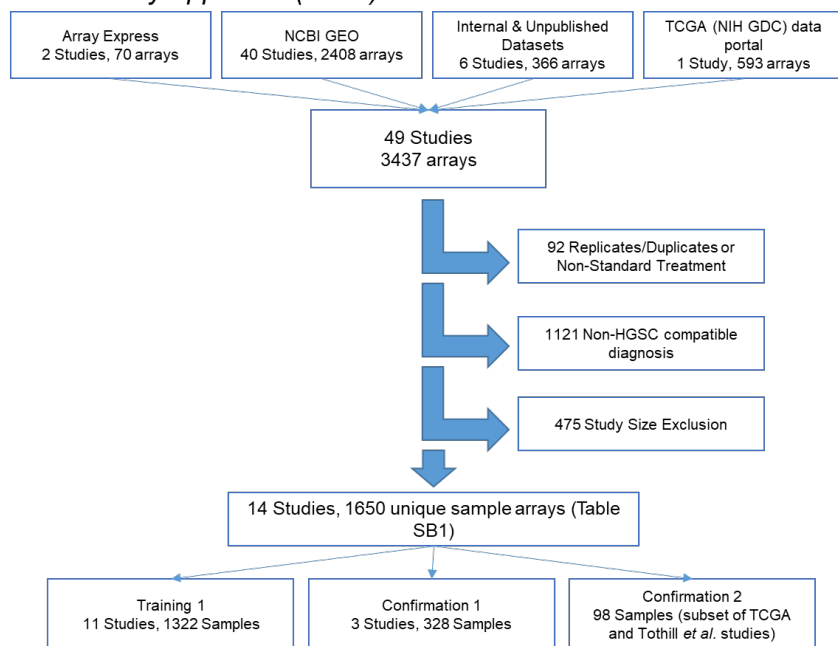 Array Express
2 Studies, 70 arrays
NCBI GEO
40 Studies, 2408 arrays
Internal & Unpublished
Datasets
6 Studies, 366 arrays
TCGA (NIH GDC) data
portal
1 Study, 593 arrays
49 Studies
3437 arrays
92 Replicates/Duplicates or
Non-Standard Treatment
1121 Non-HGSC compatible
diagnosis
475 Study Size Exclusion
14 Studies, 1650 unique sample arrays (Table
SB1)
Training 1
11 Studies, 1322 Samples
Confirmation 1
3 Studies, 328 Samples
Confirmation 2
98 Samples (subset of TCGA
and Tothill et al. studies)